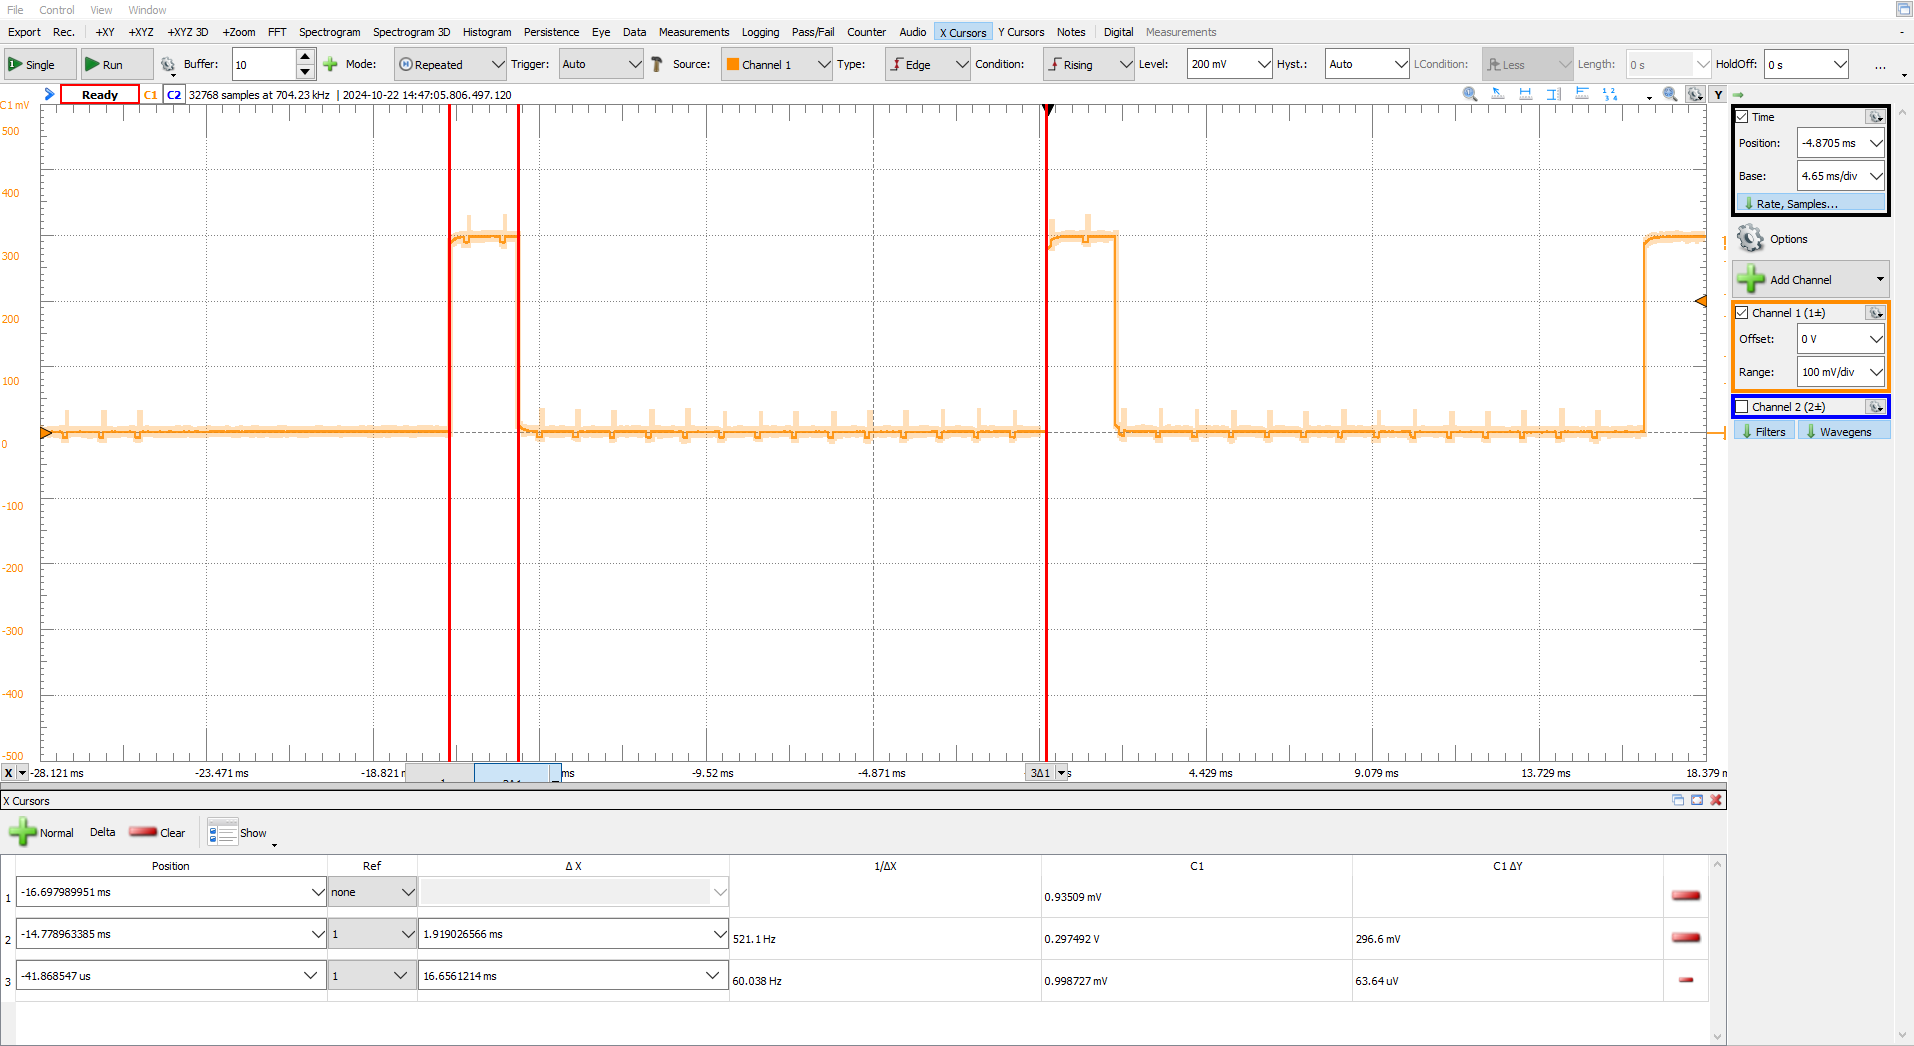 File Control View Window
Export Rec. +XY +XYZ +XYZ 3D +Zoom FFT Spectrogram Spectrogram 3D Histogram Persistence Eye Data Measurements Logging Pass/Fail Counter Audio X Cursors Y Cursors Notes Digital Measurements
Single Run Buffer: 10 Mode: Repeated Trigger: Auto Source: Channel 1 Type: Edge Condition: Rising Level: 200 mV Hyst.: Auto LCondition: Less Length: 0 s HoldOff: 0 s ...
Ready C1 C2 32768 samples at 704.23 kHz | 2024-10-22 14:47:05.806.497.120 Y
C1 mV
500
400
300
200
100
0
-100
-200
-300
-400
-500
X -28.121 ms -23.471 ms -18.821 ms -9.52 ms -4.871 ms 3Δ1 s 4.429 ms 9.079 ms 13.729 ms 18.379
Time
Position: -4.8705 ms
Base: 4.65 ms/div
Rate, Samples...
Options
Add Channel
Channel 1 (1±)
Offset: 0 V
Range: 100 mV/div
Channel 2 (2±)
Filters Wavegens
X Cursors
Normal Delta Clear Show
Position Ref Δ X 1/ΔX C1 C1 ΔY
1 -16.697989951 ms none 0.93509 mV
2 -14.778963385 ms 1 1.919026566 ms 521.1 Hz 0.297492 V 296.6 mV
3 -41.868547 us 1 16.6561214 ms 60.038 Hz 0.998727 mV 63.64 uV